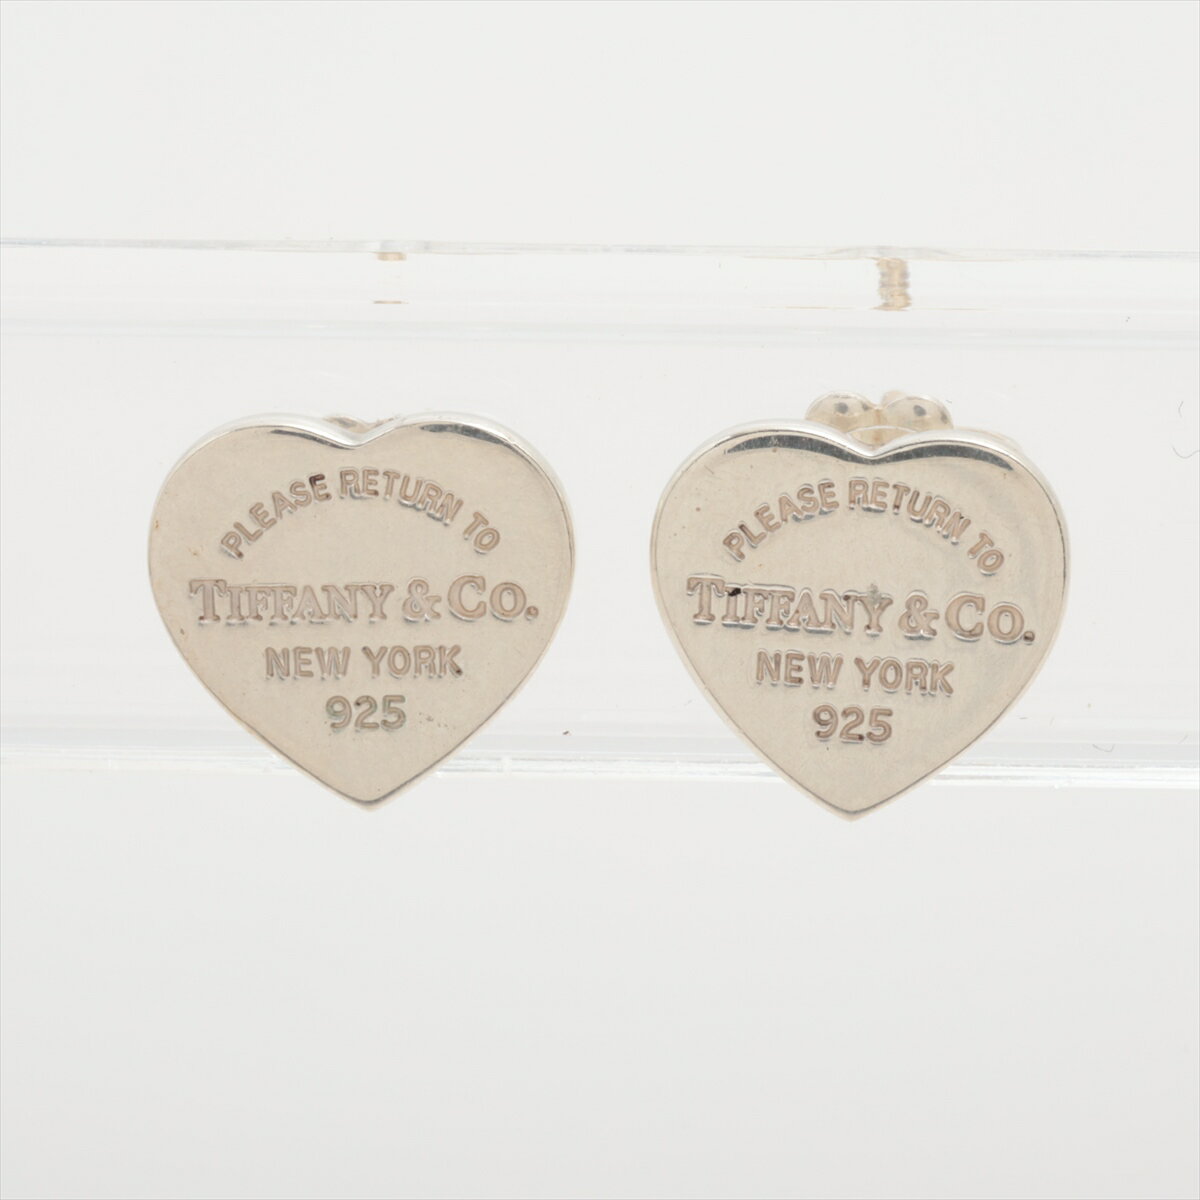 PLEASE RETURN TO
TIFFANY & CO.
NEW YORK
925
PLEASE RETURN TO
TIFFANY & CO.
NEW YORK
925